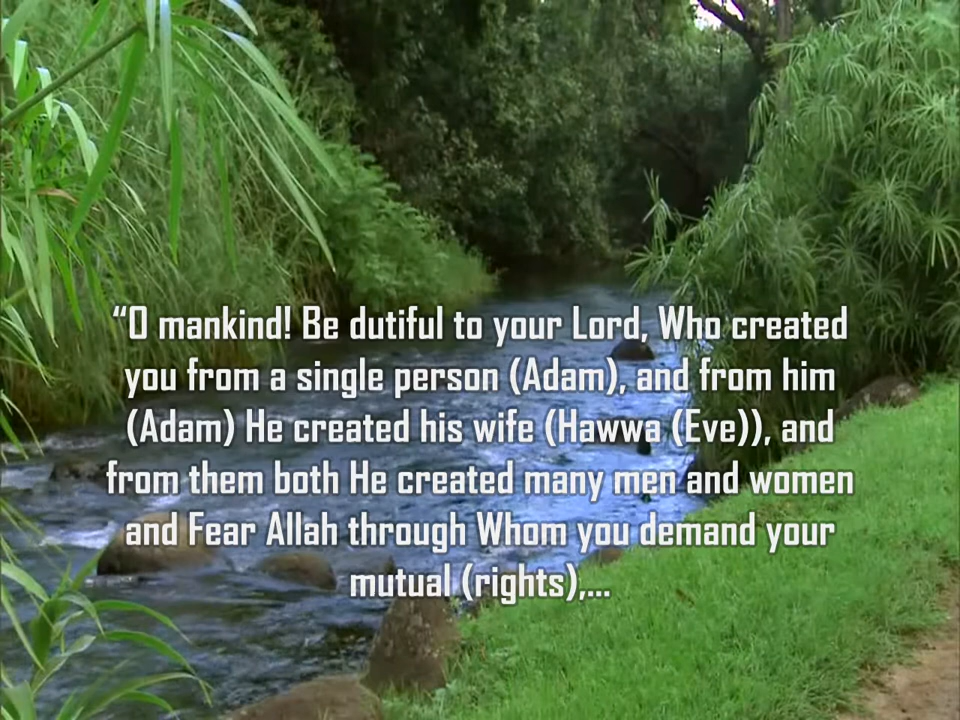 “O mankind! Be dutiful to your Lord, Who created
you from a single person (Adam), and from him
(Adam) He created his wife (Hawwa (Eve)), and
from them both He created many men and women
and Fear Allah through Whom you demand your
mutual (rights),...